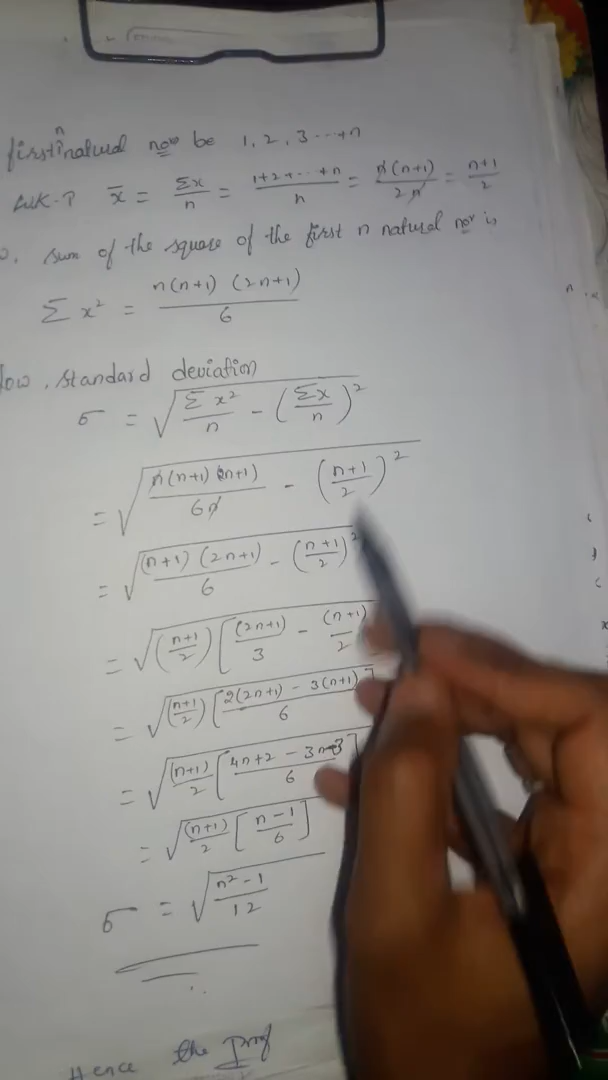 first n natural nos be 1, 2, 3 ... + n
W.K.T x̄ = Σx/n = 1+2+...+n/n = n(n+1)/2n = n+1/2
sum of the square of the first n natural nos is
Σx² = n(n+1)(2n+1)/6
Now, standard deviation
σ = √(Σx²/n - (Σx/n)²)
= √(n(n+1)(2n+1)/6n - (n+1/2)²)
= √((n+1)(2n+1)/6 - (n+1/2)²)
= √((n+1/2)[(2n+1)/3 - (n+1)/2
= √((n+1/2)[2(2n+1) - 3(n+1)/6]
= √((n+1)/2[4n+2 - 3n-3/6]
= √((n+1)/2[n-1/6])
σ = √(n²-1/12)
Hence the Proof